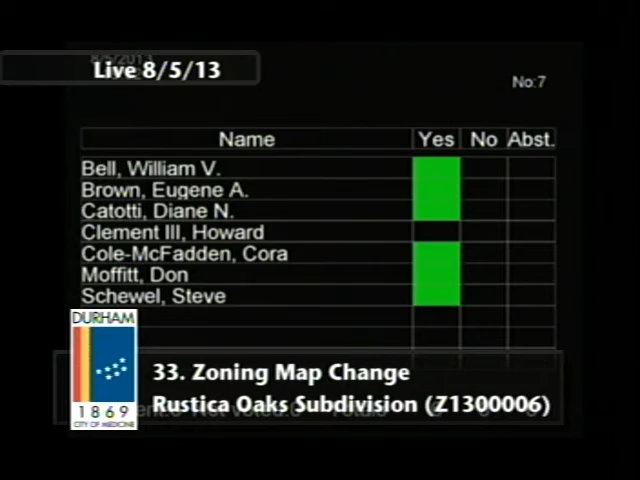 Live 8/5/13
No:7
Name Yes No Abst.
Bell, William V.
Brown, Eugene A.
Catotti, Diane N.
Clement III, Howard
Cole-McFadden, Cora
Moffitt, Don
Schewel, Steve
DURHAM
1869
CITY OF MEDICINE
33. Zoning Map Change
Rustica Oaks Subdivision (Z1300006)